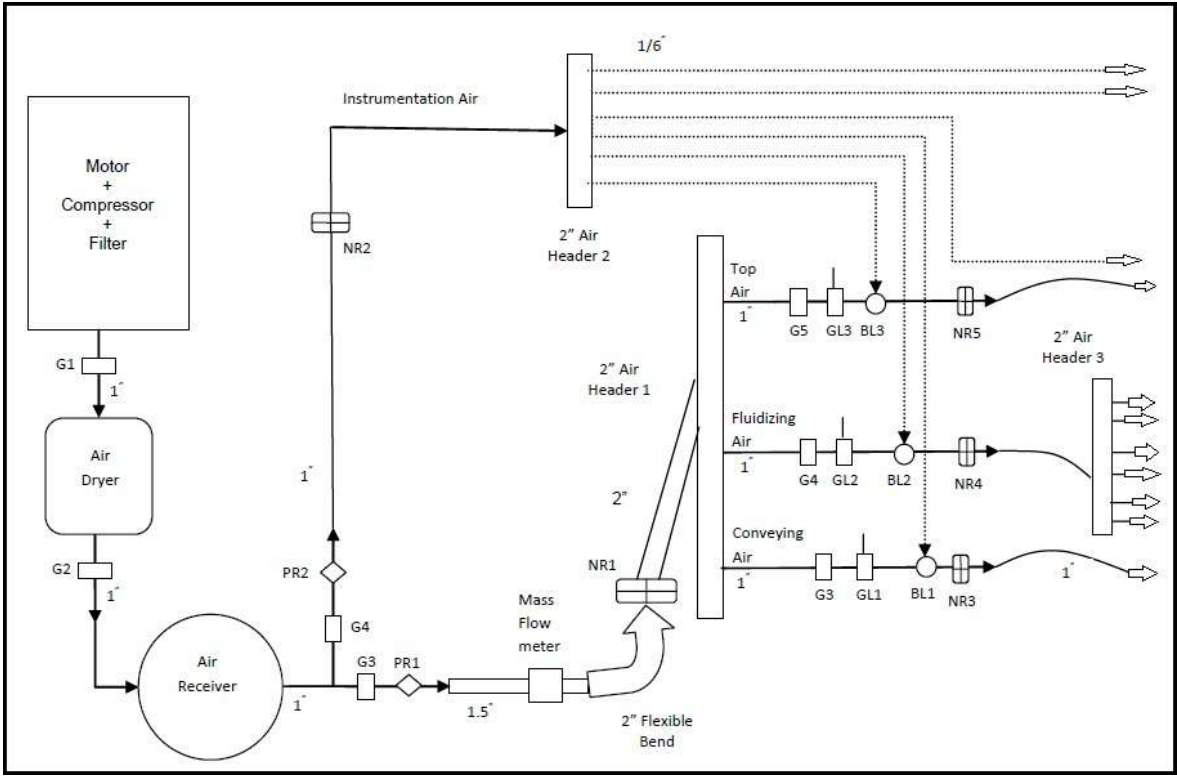 1/6"
Instrumentation Air
Motor
+
Compressor
+
Filter
NR2
2” Air
Header 2
Top
Air
1"
G5
GL3
BL3
NR5
2” Air
Header 3
G1
1"
2” Air
Header 1
Air
Dryer
Fluidizing
Air
1"
G4
GL2
BL2
NR4
1"
2”
G2
1"
PR2
NR1
Conveying
Air
1"
G3
GL1
BL1
NR3
1"
Mass
Flow
meter
G4
Air
Receiver
1"
G3
PR1
1.5"
2” Flexible
Bend